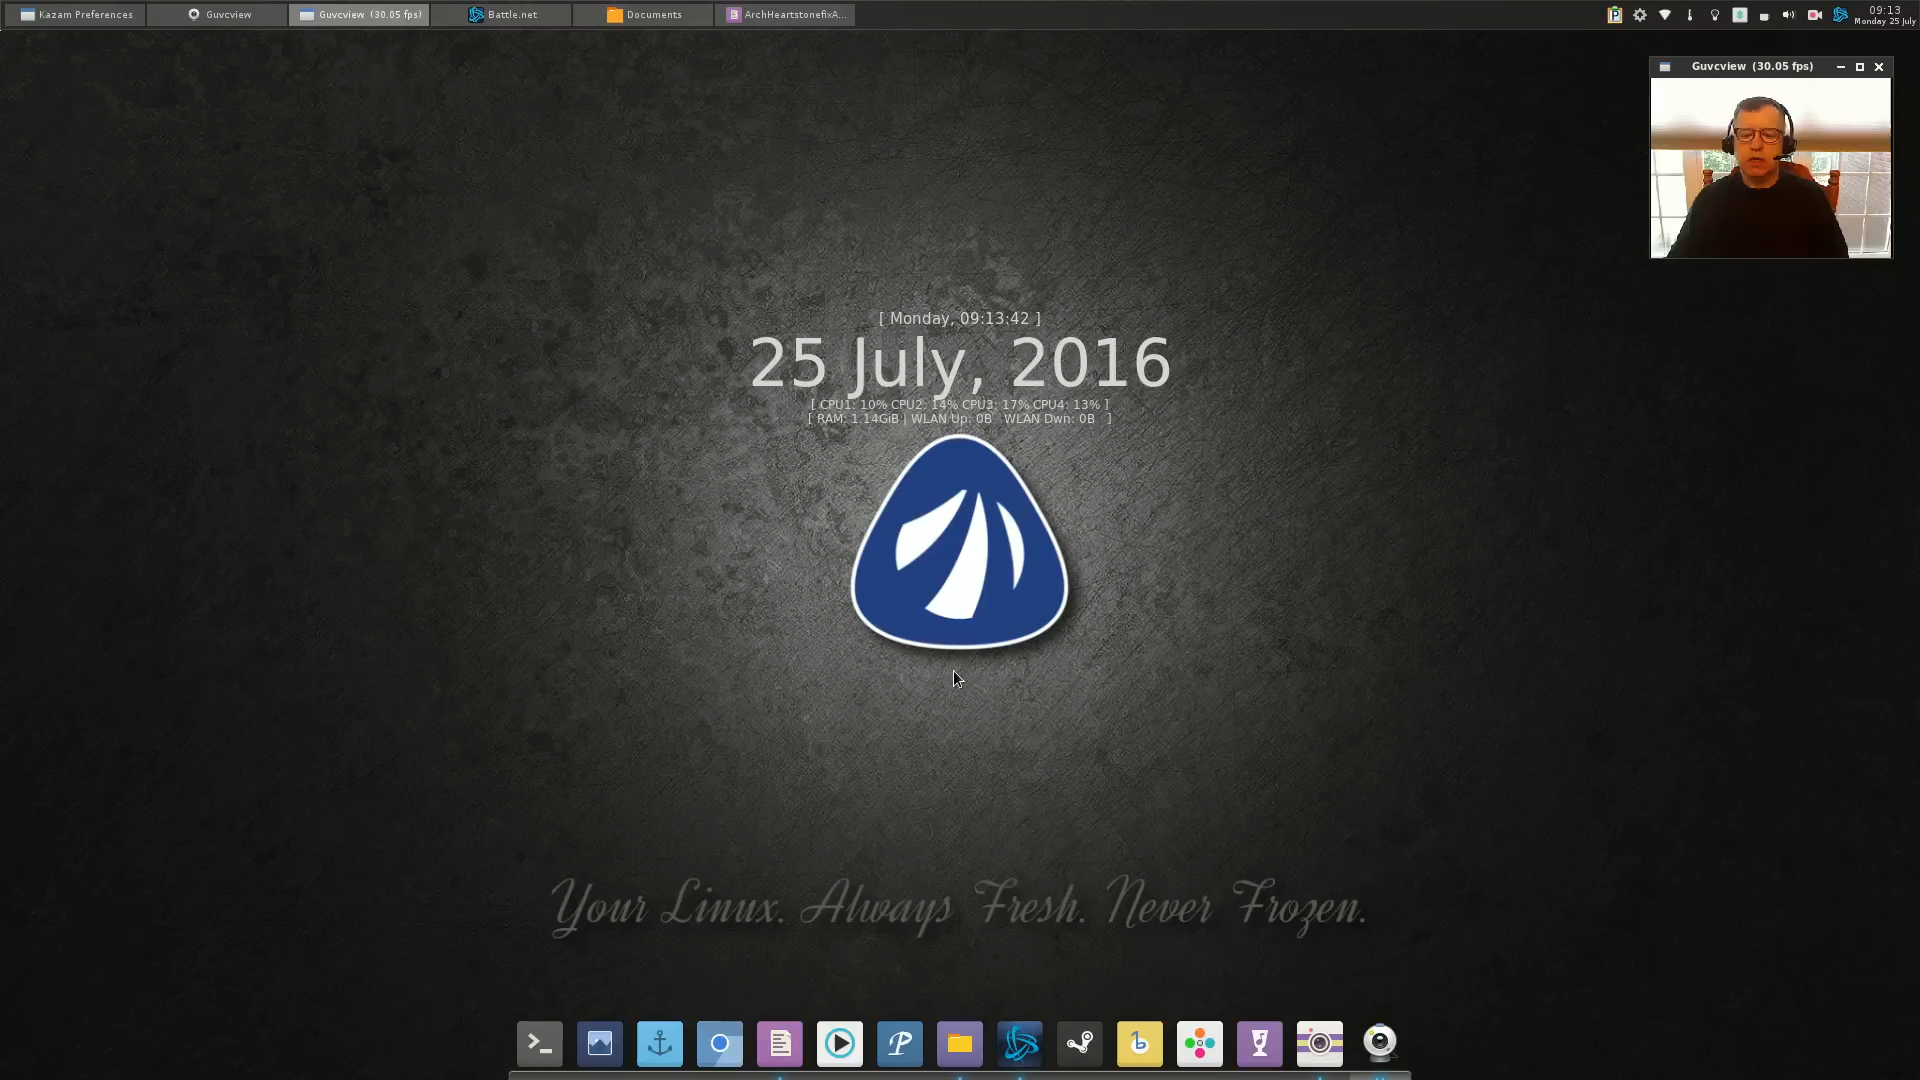 Kazam Preferences
Guvcview
Guvcview (30.05 fps)
Battle.net
Documents
ArchHeartstonefixA...
09:13
Monday 25 July
Guvcview (30.05 fps)
[ Monday, 09:13:42 ]
25 July, 2016
[ CPU1: 10% CPU2: 14% CPU3: 17% CPU4: 13% ]
[ RAM: 1.14GiB | WLAN Up: 0B WLAN Dwn: 0B ]
Your Linux. Always Fresh. Never Frozen.